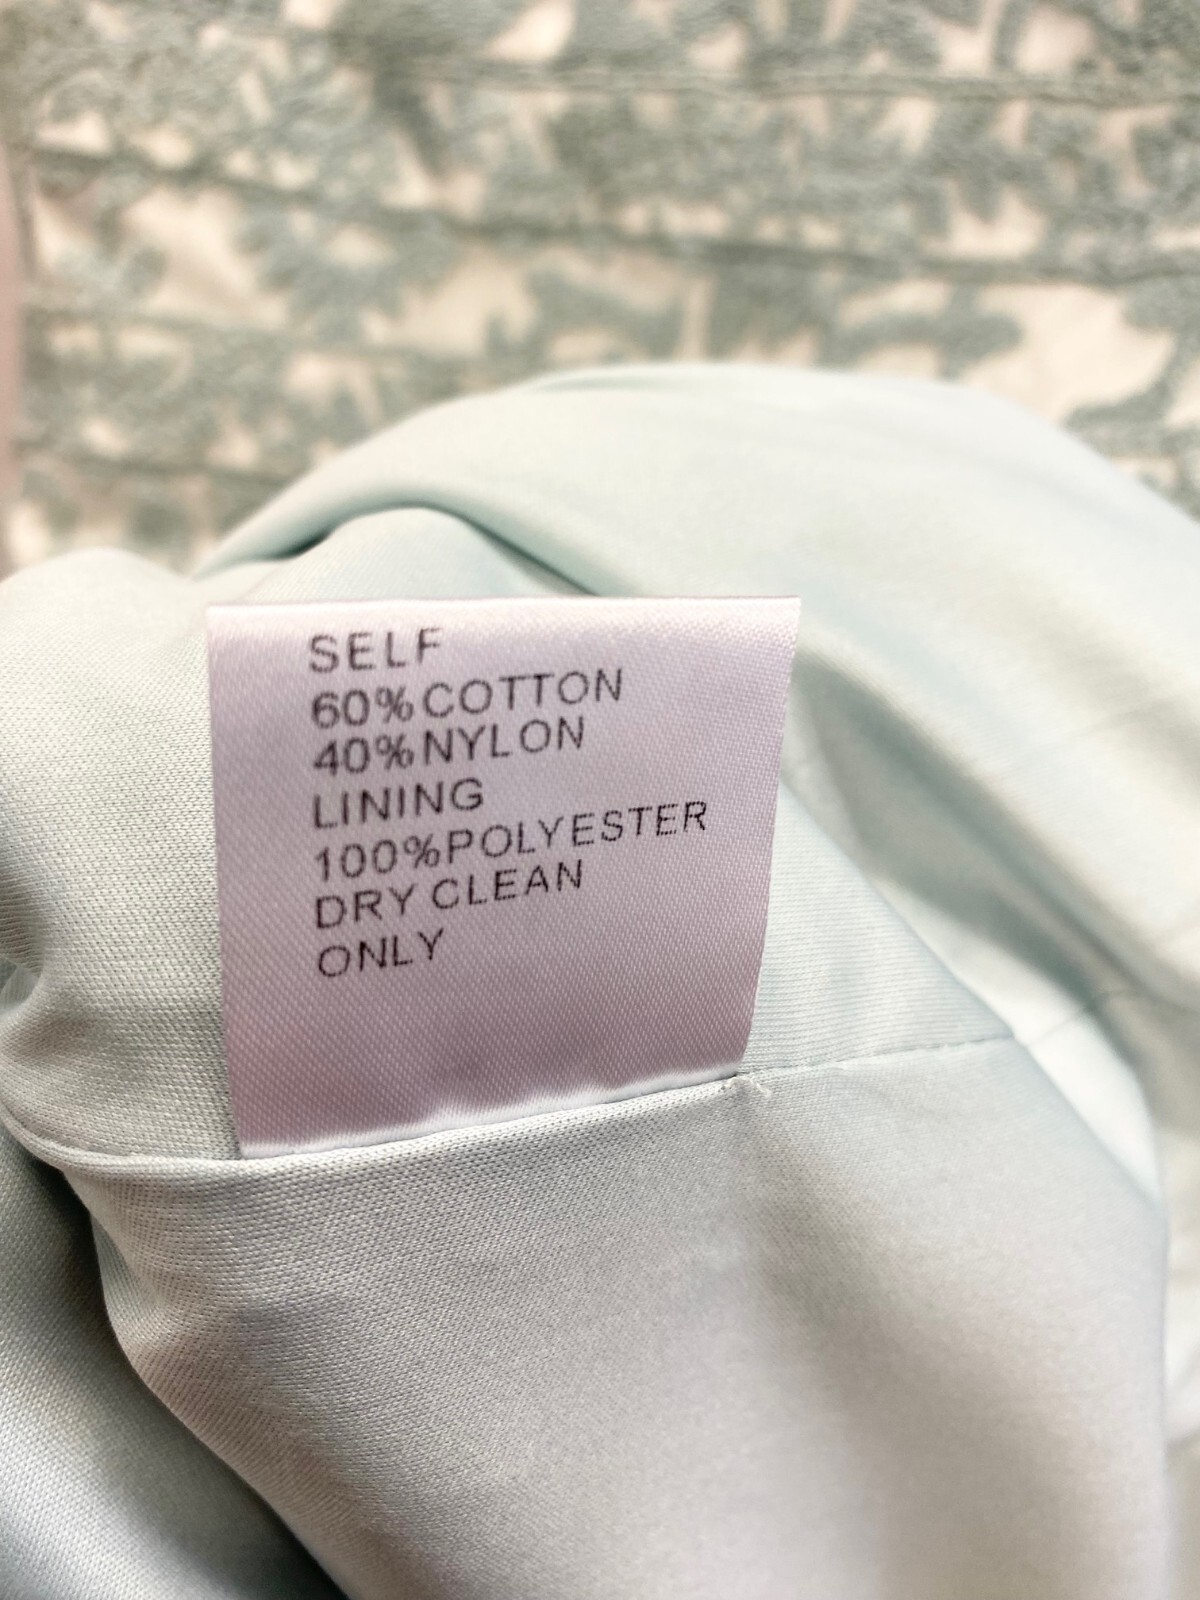 SELF
60%COTTON
40%NYLON
LINING
100%POLYESTER
DRY CLEAN
ONLY